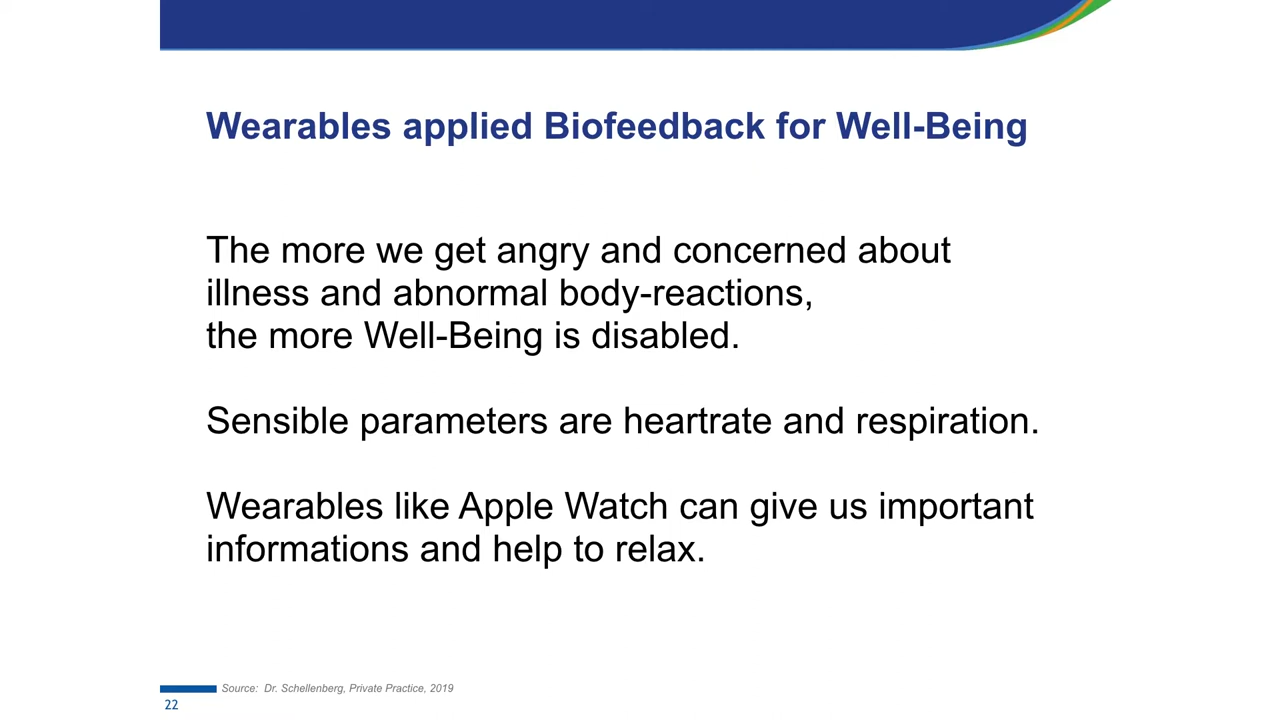 Wearables applied Biofeedback for Well-Being
The more we get angry and concerned about
illness and abnormal body-reactions,
the more Well-Being is disabled.
Sensible parameters are heartrate and respiration.
Wearables like Apple Watch can give us important
informations and help to relax.
Source: Dr. Schellenberg, Private Practice, 2019
22